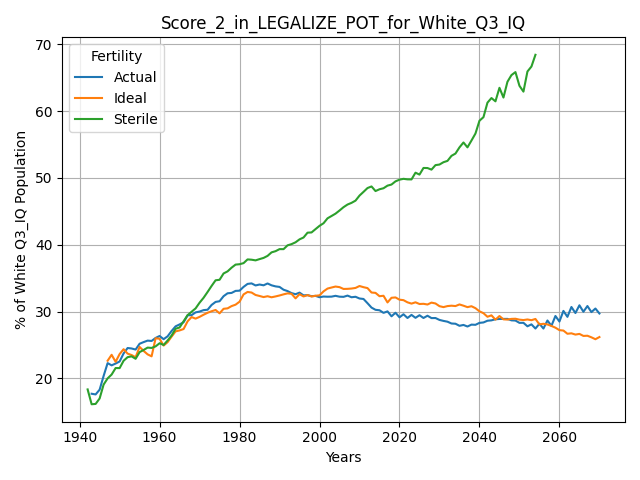 Score_2_in_LEGALIZE_POT_for_White_Q3_IQ
Fertility
Actual
Ideal
Sterile
% of White Q3_IQ Population
70
60
50
40
30
20
1940
1960
1980
2000
2020
2040
2060
Years